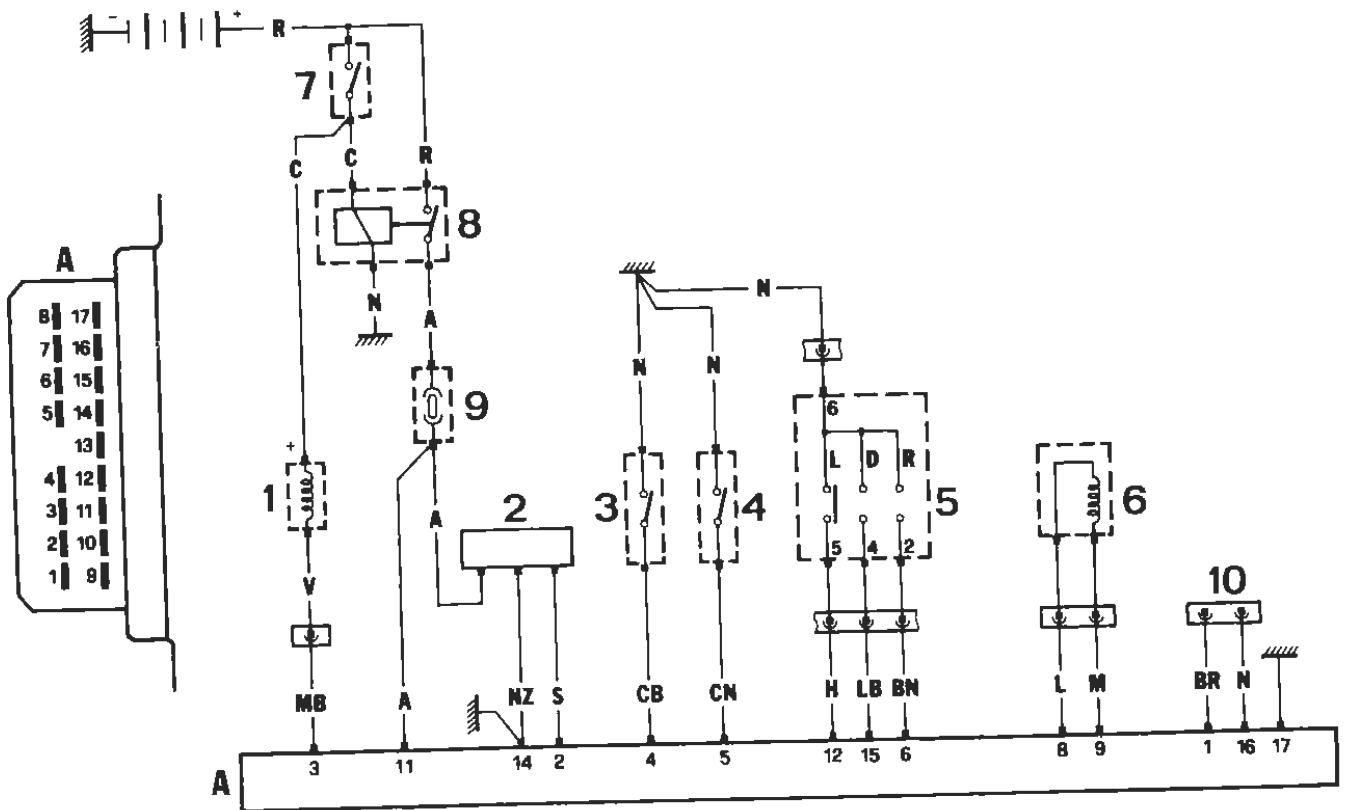 − + R
7
C C R
8
A
N A
8 17
7 16
6 15
5 14
13
4 12
3 11
2 10
1 9
9
+
1
A 2
V
MB A NZ S
N
N N
6
L D R
3 4 5
5 4 2
6
10
CB CN H LB BN L M BR N
3 11 14 2 4 5 12 15 6 8 9 1 16 17
A